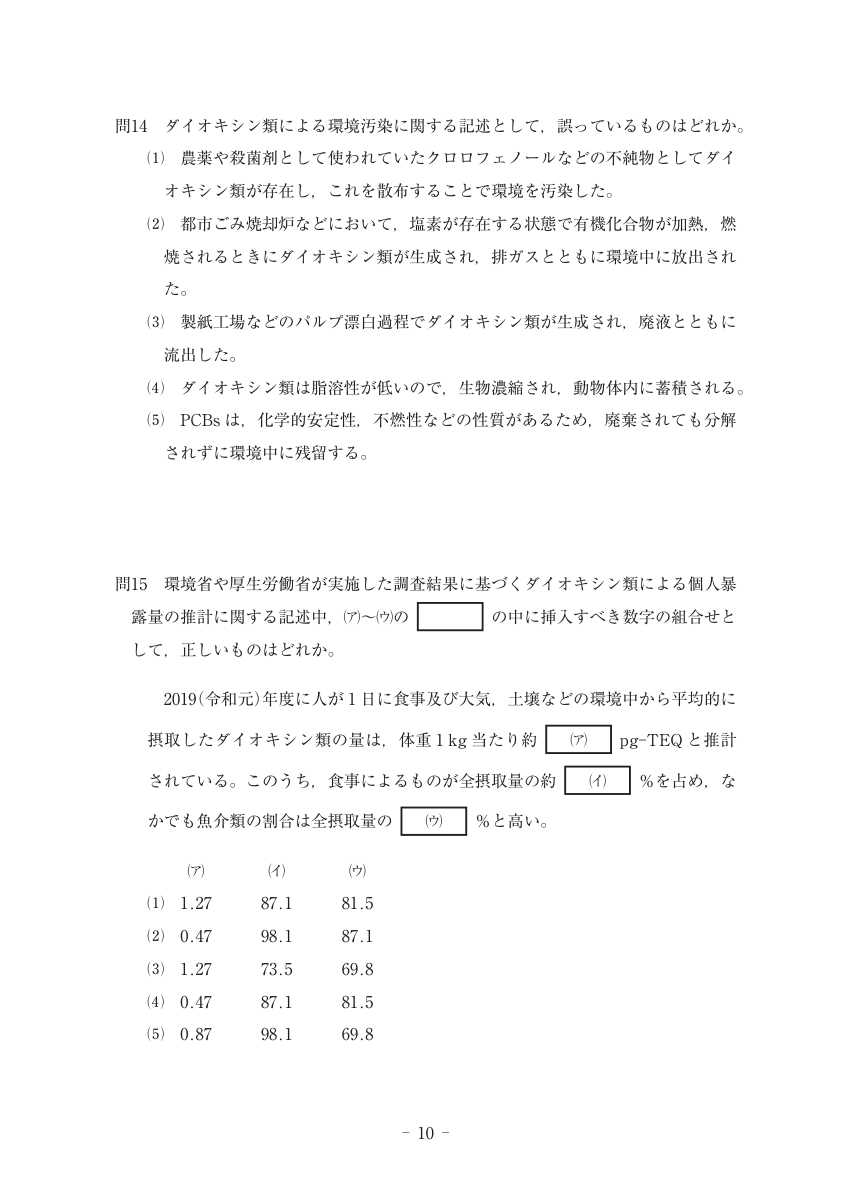 問14　ダイオキシン類による環境汚染に関する記述として，誤っているものはどれか。
⑴　農薬や殺菌剤として使われていたクロロフェノールなどの不純物としてダイ
オキシン類が存在し，これを散布することで環境を汚染した。
⑵　都市ごみ焼却炉などにおいて，塩素が存在する状態で有機化合物が加熱，燃
焼されるときにダイオキシン類が生成され，排ガスとともに環境中に放出され
た。
⑶　製紙工場などのパルプ漂白過程でダイオキシン類が生成され，廃液とともに
流出した。
⑷　ダイオキシン類は脂溶性が低いので，生物濃縮され，動物体内に蓄積される。
⑸　PCBs は，化学的安定性，不燃性などの性質があるため，廃棄されても分解
されずに環境中に残留する。
問15　環境省や厚生労働省が実施した調査結果に基づくダイオキシン類による個人暴
露量の推計に関する記述中，㈎〜㈒の　　　の中に挿入すべき数字の組合せと
して，正しいものはどれか。
2019(令和元)年度に人が１日に食事及び大気，土壌などの環境中から平均的に
摂取したダイオキシン類の量は，体重１kg 当たり約 (ア) pg-TEQ と推計
されている。このうち，食事によるものが全摂取量の約 (イ) ％を占め，な
かでも魚介類の割合は全摂取量の (ウ) ％と高い。
(ア)　(イ)　(ウ)
⑴　1.27　87.1　81.5
⑵　0.47　98.1　87.1
⑶　1.27　73.5　69.8
⑷　0.47　87.1　81.5
⑸　0.87　98.1　69.8
- 10 -